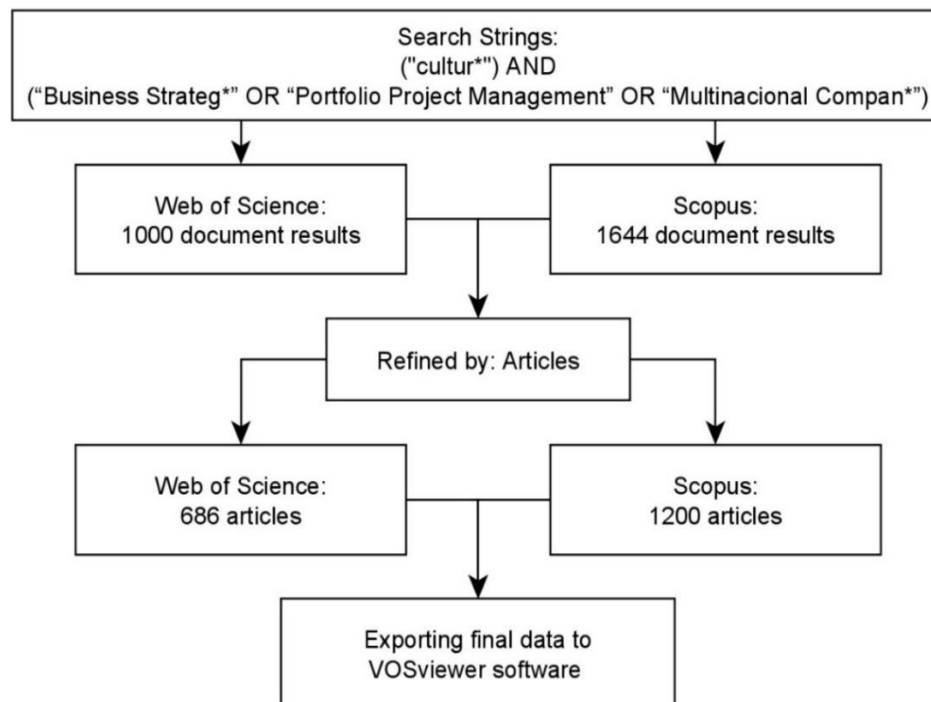 Search Strings:
("cultur*") AND
(“Business Strateg*” OR “Portfolio Project Management” OR “Multinacional Compan*”)
Web of Science:
1000 document results
Scopus:
1644 document results
Refined by: Articles
Web of Science:
686 articles
Scopus:
1200 articles
Exporting final data to
VOSviewer software